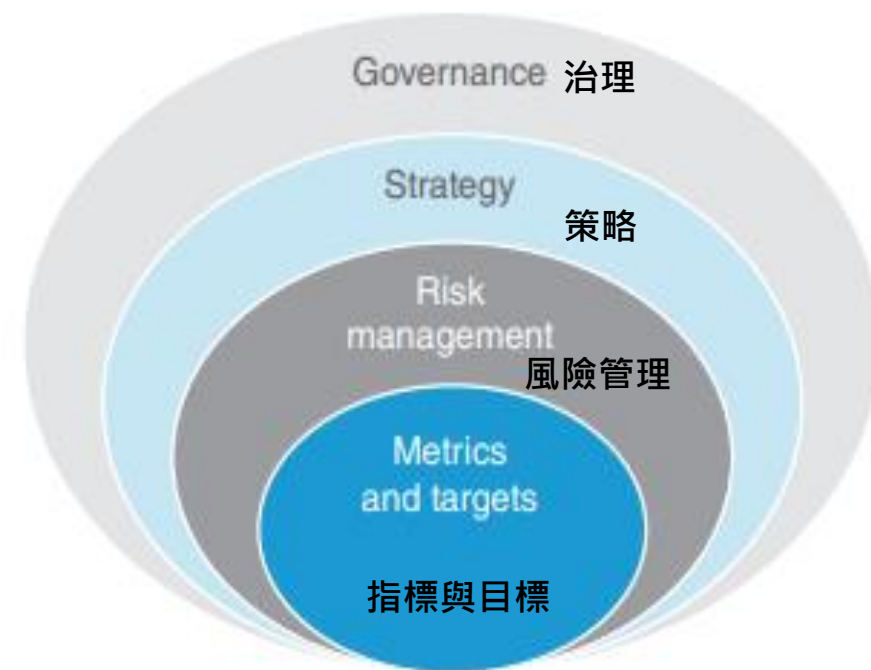 Governance 治理
Strategy
策略
Risk
management
風險管理
Metrics
and targets
指標與目標